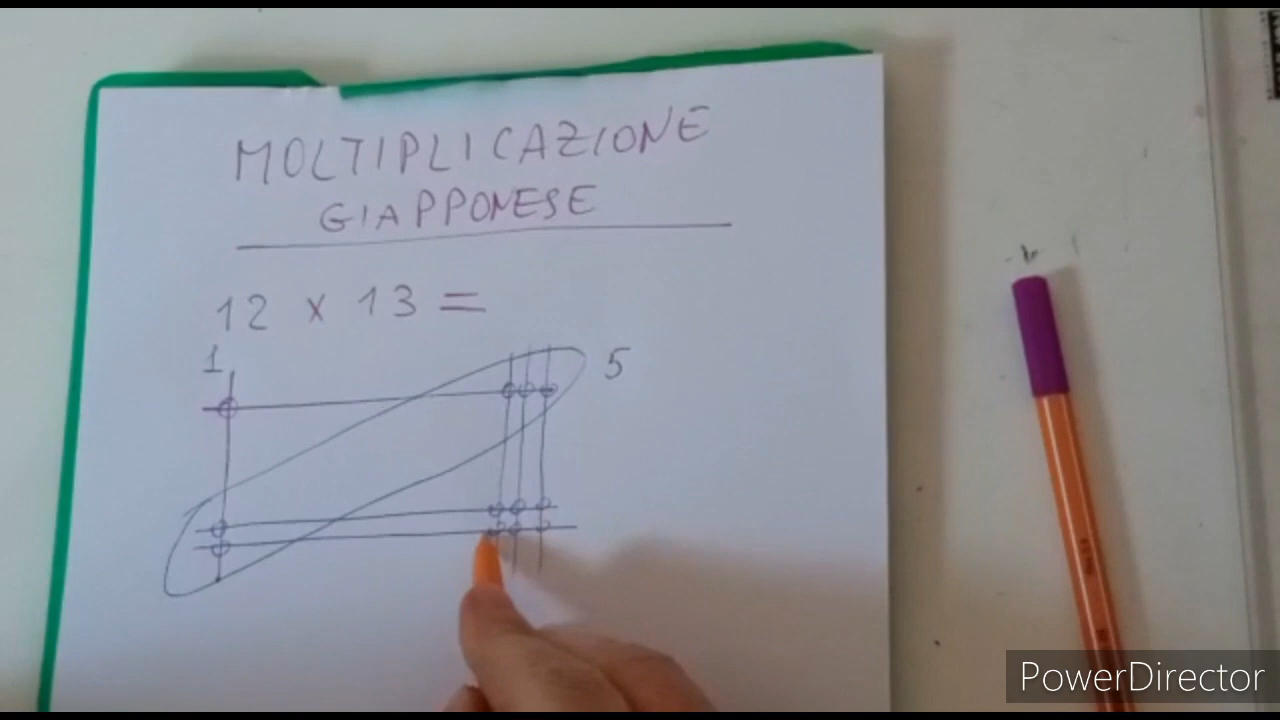 MOLTIPLICAZIONE
GIAPPONESE
12 x 13 =
1
5
PowerDirector